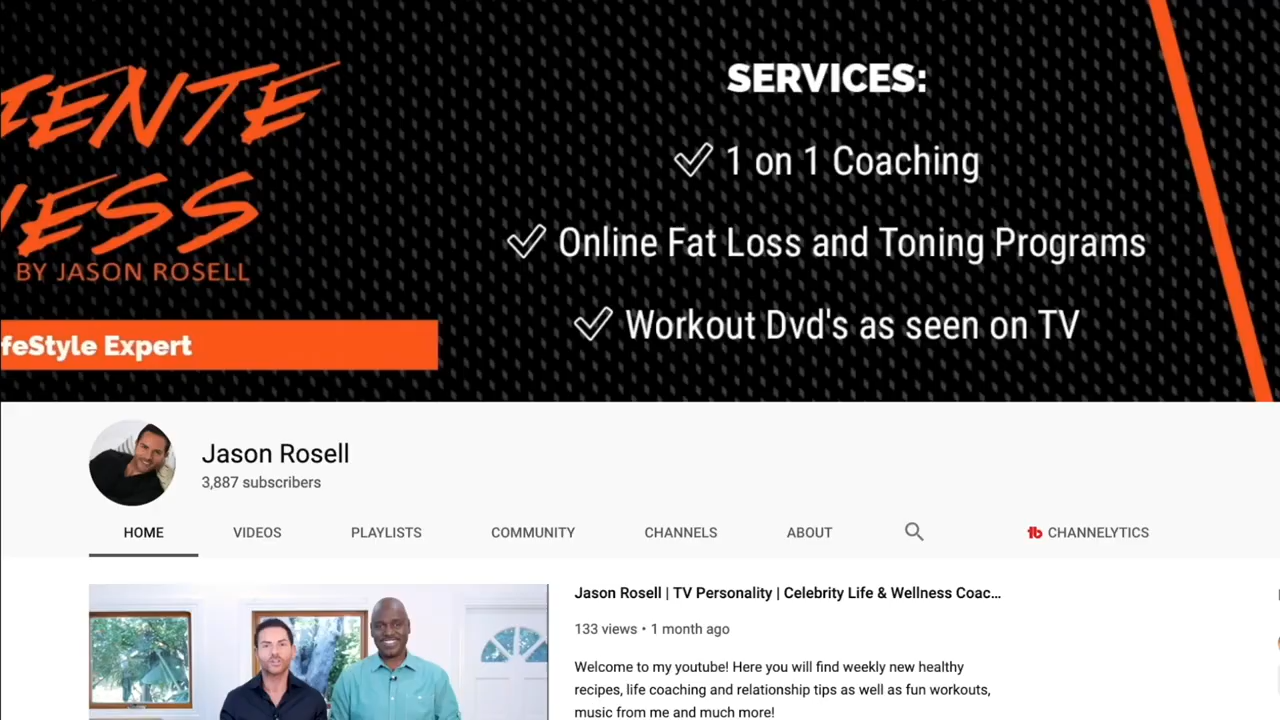 IENTE
NESS
BY JASON ROSELL
feStyle Expert
SERVICES:
1 on 1 Coaching
Online Fat Loss and Toning Programs
Workout Dvd's as seen on TV
Jason Rosell
3,887 subscribers
HOME VIDEOS PLAYLISTS COMMUNITY CHANNELS ABOUT tb CHANNELYTICS
Jason Rosell | TV Personality | Celebrity Life & Wellness Coac...
133 views • 1 month ago
Welcome to my youtube! Here you will find weekly new healthy
recipes, life coaching and relationship tips as well as fun workouts,
music from me and much more!